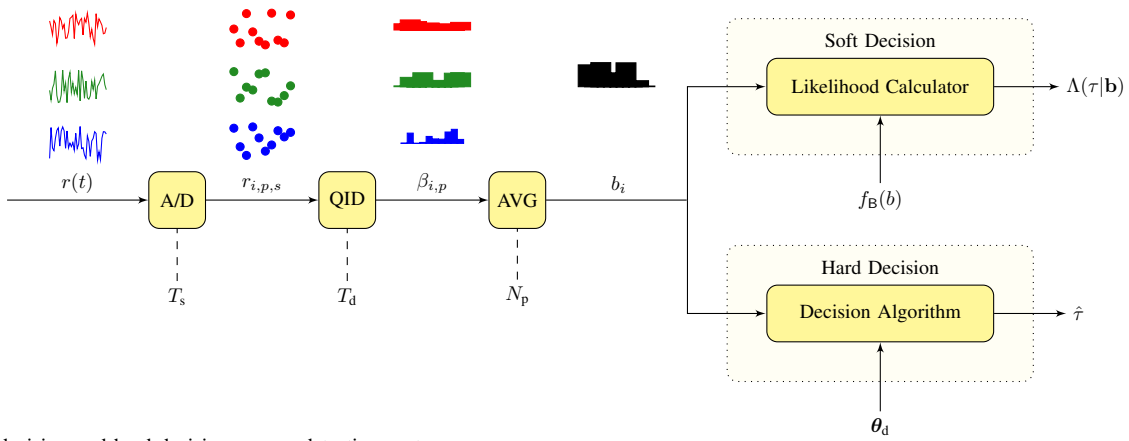 Soft Decision
Likelihood Calculator
Λ(τ|b)
r(t)
A/D
r_{i,p,s}
QID
β_{i,p}
AVG
b_i
f_B(b)
T_s
T_d
N_p
Hard Decision
Decision Algorithm
τ̂
θ_d